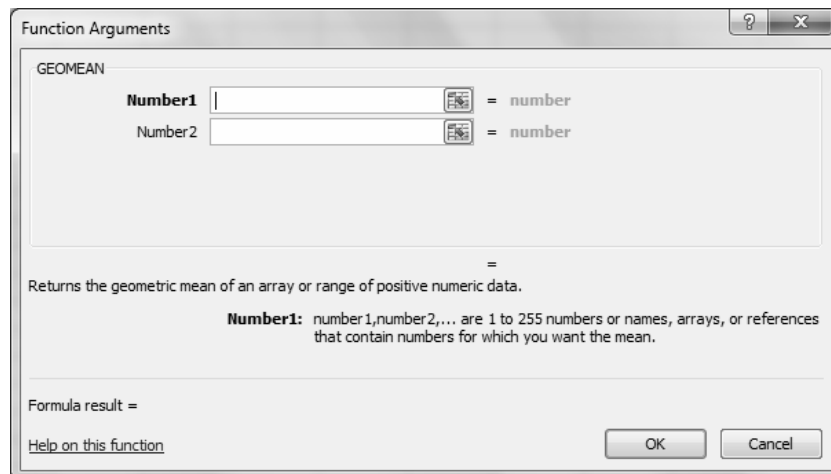 Function Arguments
? X
GEOMEAN
Number1 = number
Number2 = number
=
Returns the geometric mean of an array or range of positive numeric data.
Number1: number1,number2,... are 1 to 255 numbers or names, arrays, or references
that contain numbers for which you want the mean.
Formula result =
Help on this function OK Cancel